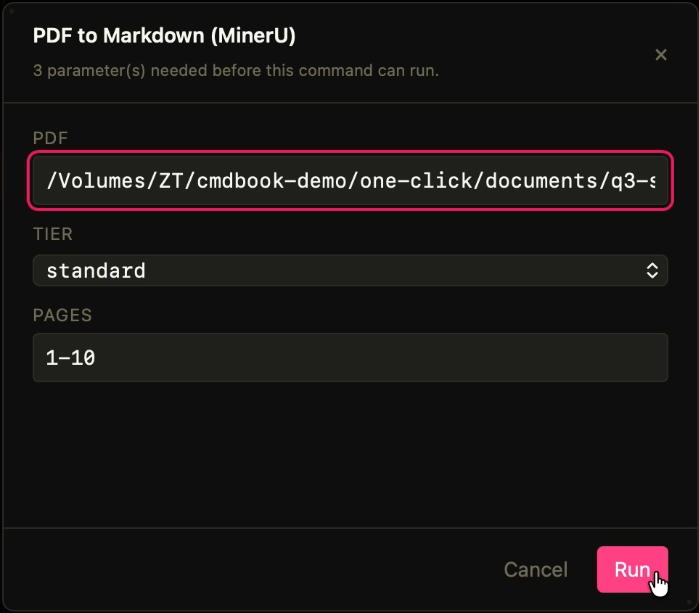 PDF to Markdown (MinerU)
3 parameter(s) needed before this command can run.
×
PDF
/Volumes/ZT/cmdbook-demo/one-click/documents/q3-s
TIER
standard
PAGES
1-10
Cancel
Run